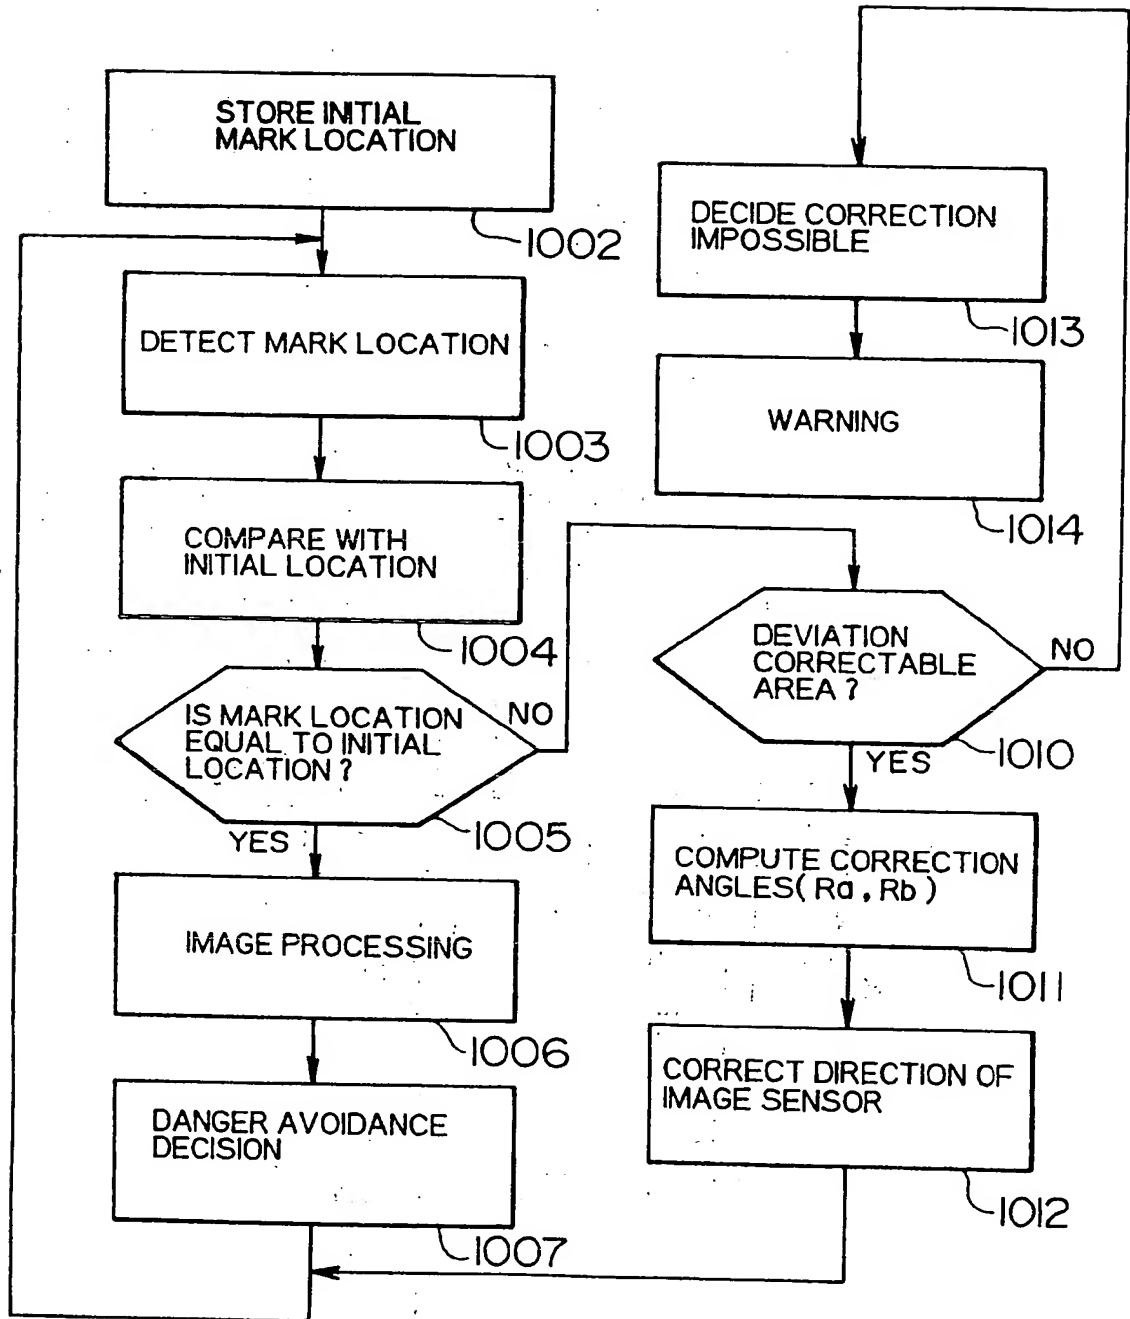 STORE INITIAL
MARK LOCATION
1002
DETECT MARK LOCATION
1003
COMPARE WITH
INITIAL LOCATION
1004
IS MARK LOCATION
EQUAL TO INITIAL
LOCATION ?
NO
YES
1005
IMAGE PROCESSING
1006
DANGER AVOIDANCE
DECISION
1007
DECIDE CORRECTION
IMPOSSIBLE
1013
WARNING
1014
DEVIATION
CORRECTABLE
AREA ?
NO
YES
1010
COMPUTE CORRECTION
ANGLES(Ra, Rb)
1011
CORRECT DIRECTION OF
IMAGE SENSOR
1012